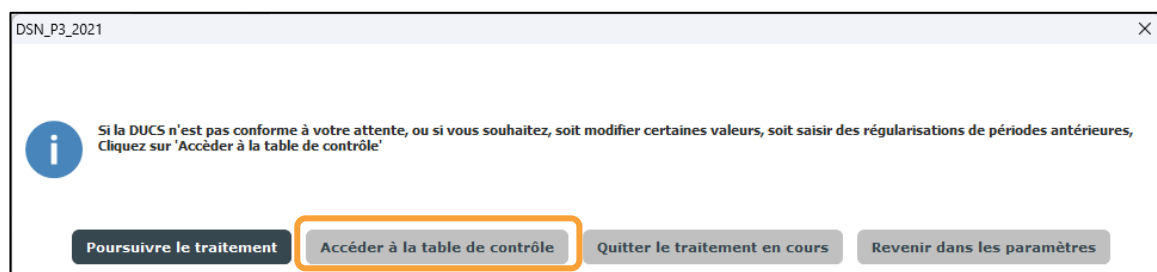 DSN_P3_2021
Si la DUCS n'est pas conforme à votre attente, ou si vous souhaitez, soit modifier certaines valeurs, soit saisir des régularisations de périodes antérieures,
Cliquez sur 'Accèder à la table de contrôle'
Poursuivre le traitement Accéder à la table de contrôle Quitter le traitement en cours Revenir dans les paramètres